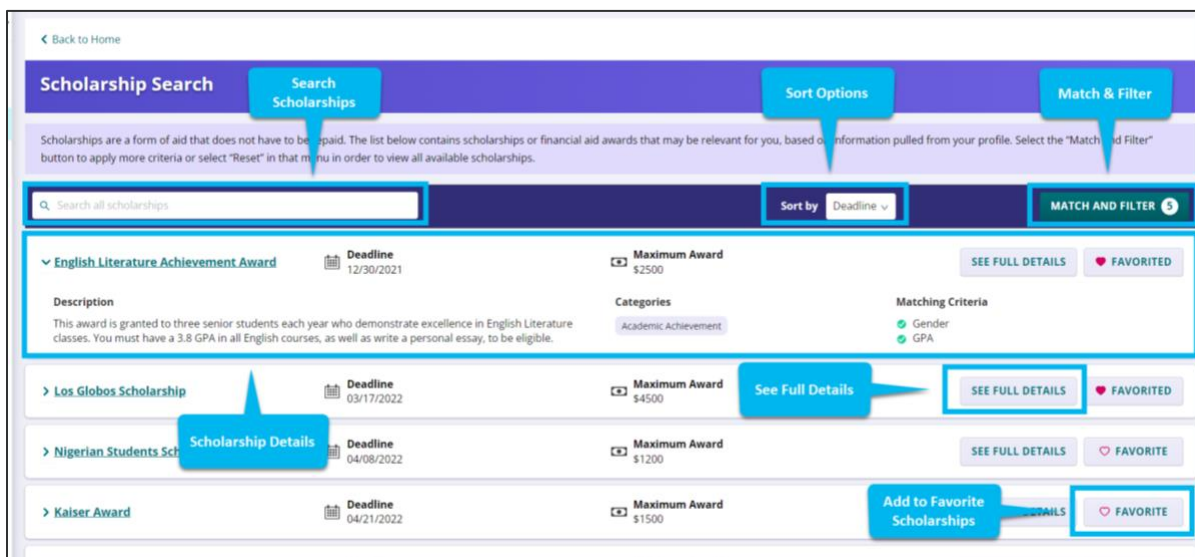 Back to Home
Scholarship Search
Search
Scholarships
Sort Options
Match & Filter
Scholarships are a form of aid that does not have to be repaid. The list below contains scholarships or financial aid awards that may be relevant for you, based on information pulled from your profile. Select the "Match and Filter"
button to apply more criteria or select "Reset" in that menu in order to view all available scholarships.
Search all scholarships
Sort by Deadline
MATCH AND FILTER 5
English Literature Achievement Award
Deadline
12/30/2021
Maximum Award
$2500
SEE FULL DETAILS
FAVORITED
Description
This award is granted to three senior students each year who demonstrate excellence in English Literature
classes. You must have a 3.8 GPA in all English courses, as well as write a personal essay, to be eligible.
Categories
Academic Achievement
Matching Criteria
Gender
GPA
Los Globos Scholarship
Deadline
03/17/2022
Maximum Award
$4500
See Full Details
SEE FULL DETAILS
FAVORITED
Scholarship Details
Nigerian Students Sch
Deadline
04/08/2022
Maximum Award
$1200
SEE FULL DETAILS
FAVORITE
Kaiser Award
Deadline
04/21/2022
Maximum Award
$1500
Add to Favorite
Scholarships
FAVORITE